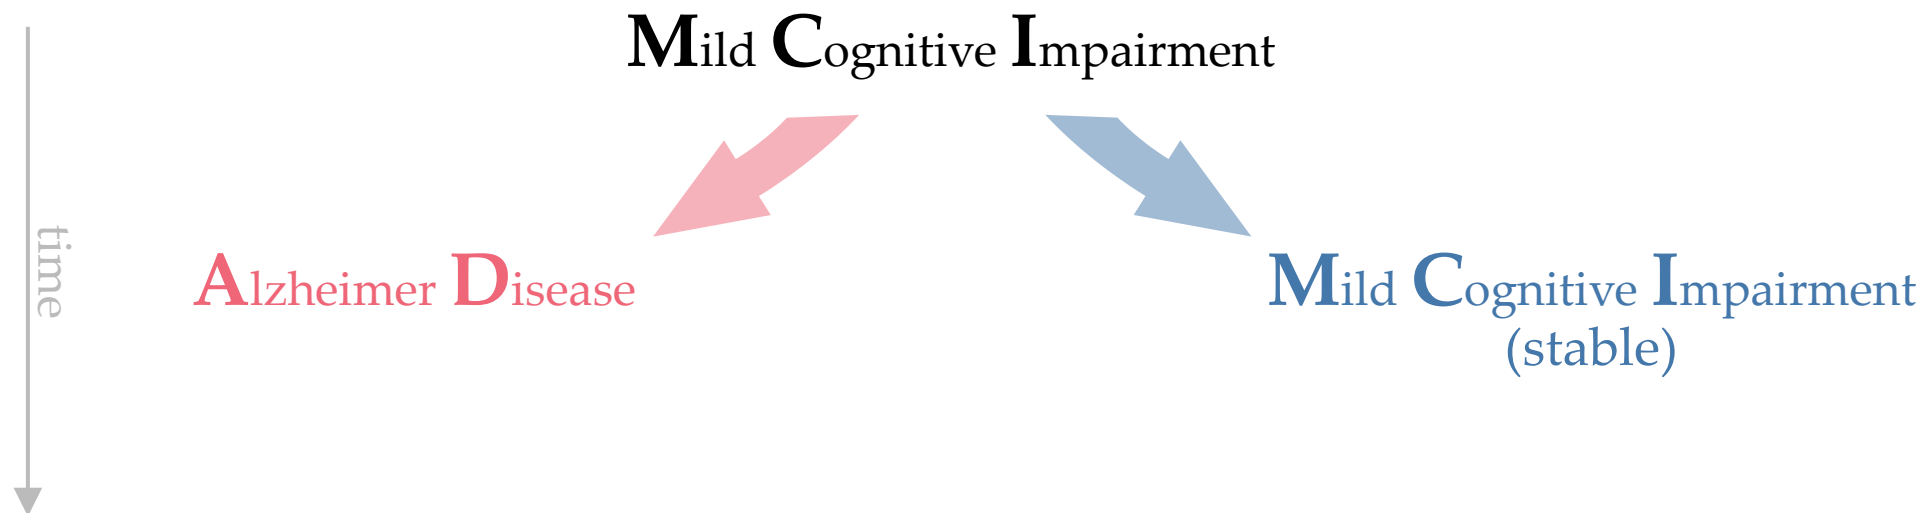 Mild Cognitive Impairment
time
Alzheimer Disease
Mild Cognitive Impairment
(stable)